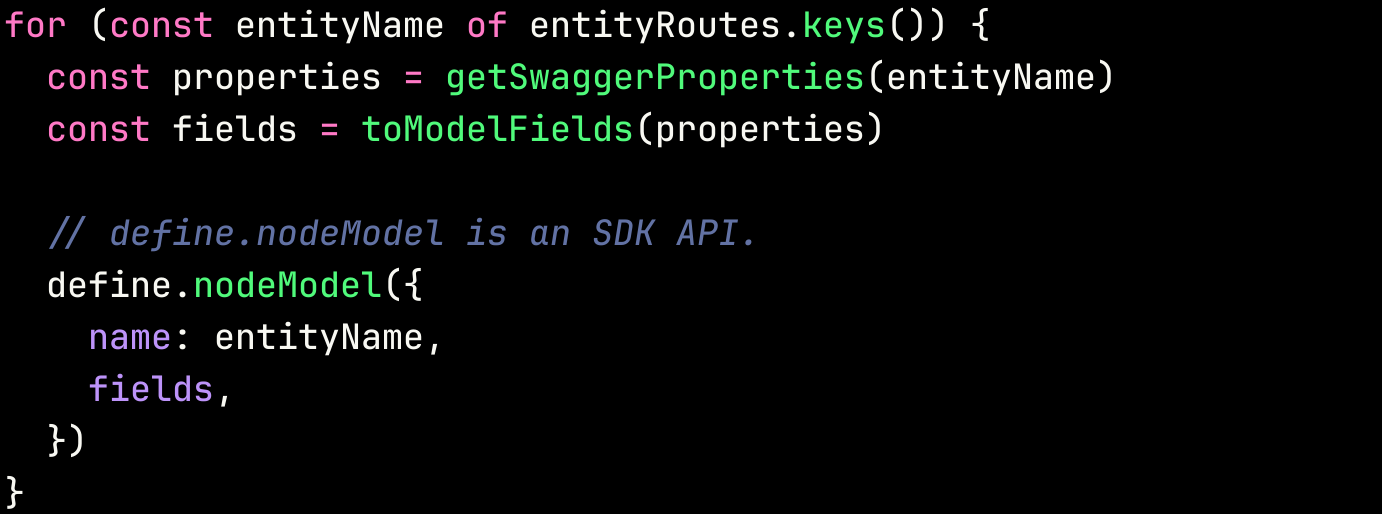 for (const entityName of entityRoutes.keys()) {
  const properties = getSwaggerProperties(entityName)
  const fields = toModelFields(properties)

  // define.nodeModel is an SDK API.
  define.nodeModel({
    name: entityName,
    fields,
  })
}